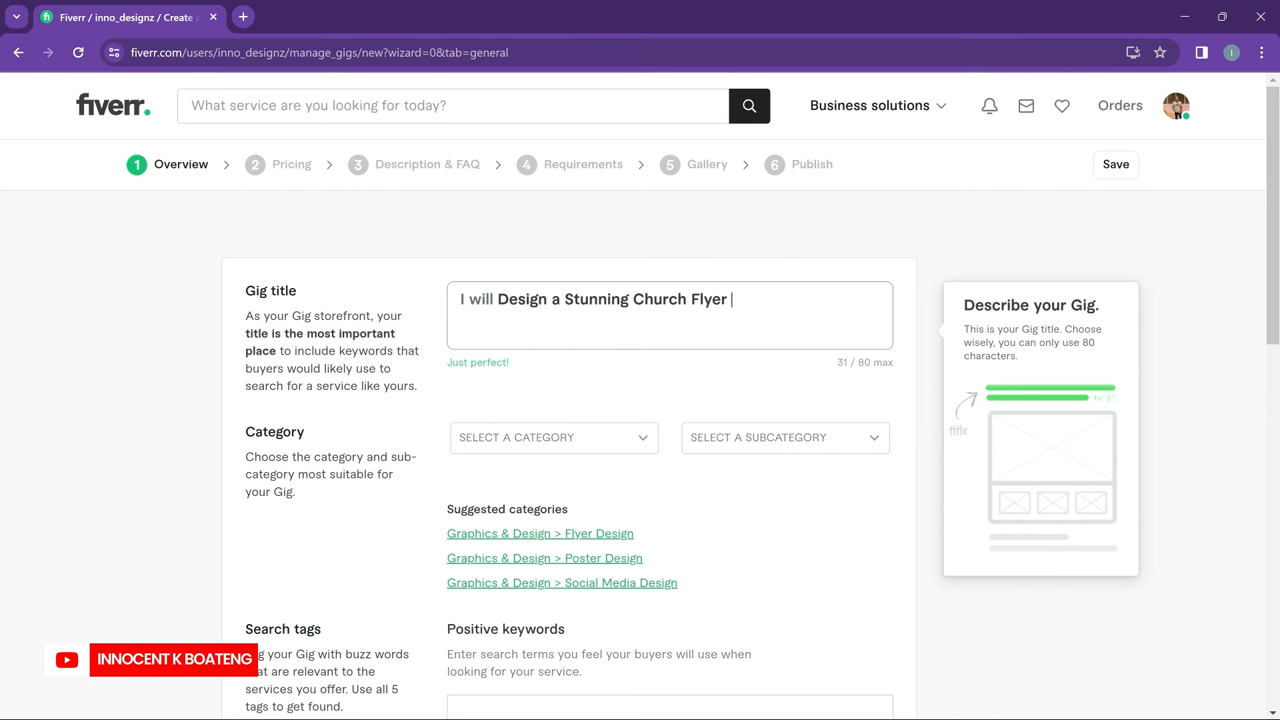 Fiverr / inno_designz / Create a
fiverr.com/users/inno_designz/manage_gigs/new?wizard=0&tab=general
I
fiverr.
What service are you looking for today?
Business solutions
Orders
1 Overview
2 Pricing
3 Description & FAQ
4 Requirements
5 Gallery
6 Publish
Save
Gig title
As your Gig storefront, your
title is the most important
place to include keywords that
buyers would likely use to
search for a service like yours.
I will Design a Stunning Church Flyer
Just perfect!
31 / 80 max
Describe your Gig.
This is your Gig title. Choose
wisely, you can only use 80
characters.
title
Category
Choose the category and sub-
category most suitable for
your Gig.
SELECT A CATEGORY
SELECT A SUBCATEGORY
Suggested categories
Graphics & Design > Flyer Design
Graphics & Design > Poster Design
Graphics & Design > Social Media Design
Search tags
g your Gig with buzz words
at are relevant to the
services you offer. Use all 5
tags to get found.
Positive keywords
Enter search terms you feel your buyers will use when
looking for your service.
INNOCENT K BOATENG